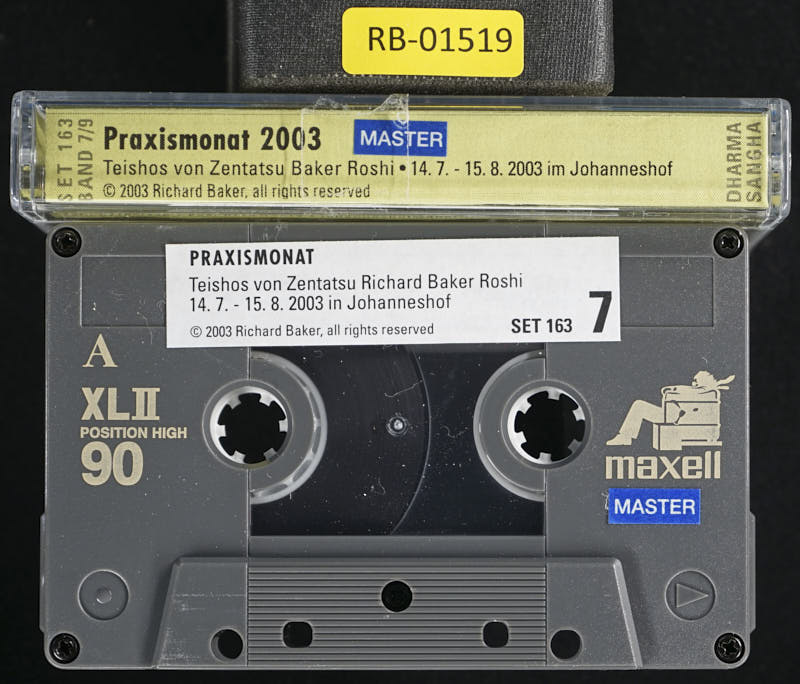 RB-01519
SET 163
BAND 7/9
Praxismonat 2003
MASTER
Teishos von Zentatsu Baker Roshi • 14. 7. - 15. 8. 2003 im Johanneshof
© 2003 Richard Baker, all rights reserved
DHARMA
SANGHA
PRAXISMONAT
Teishos von Zentatsu Richard Baker Roshi
14. 7. - 15. 8. 2003 in Johanneshof
© 2003 Richard Baker, all rights reserved
SET 163 7
A
XLII
POSITION HIGH
90
maxell
MASTER